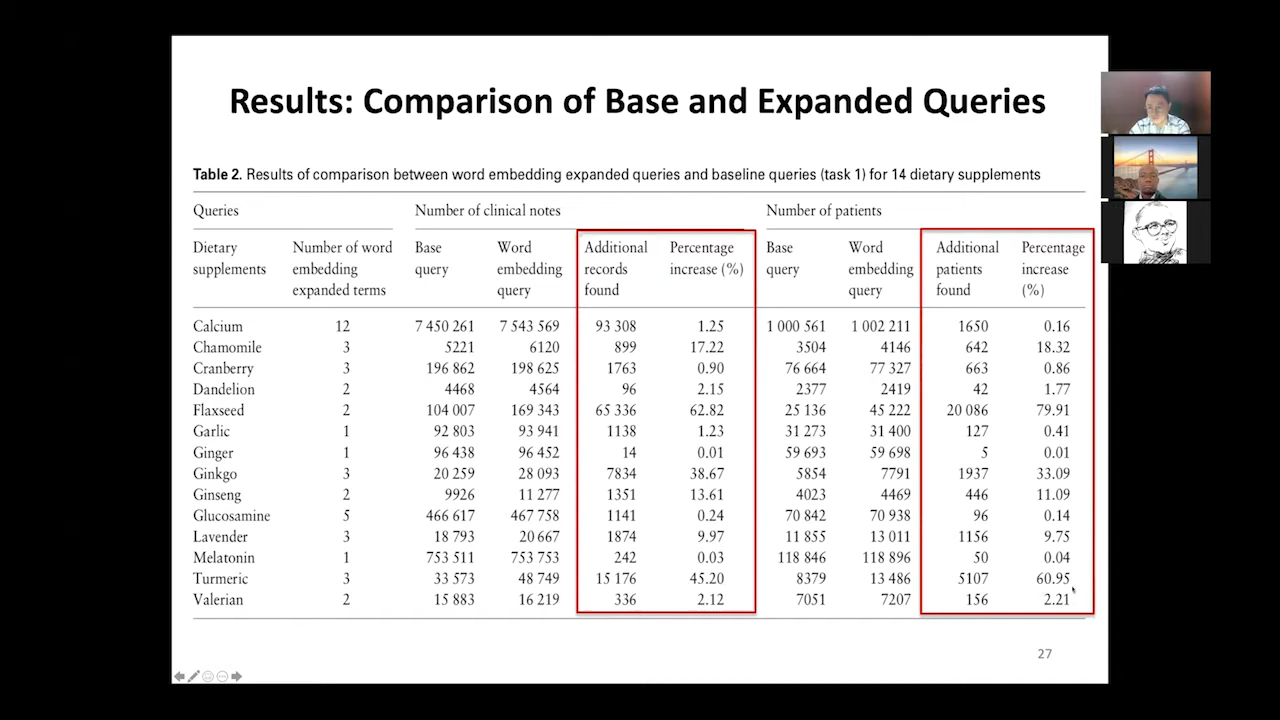 Results: Comparison of Base and Expanded Queries
Table 2. Results of comparison between word embedding expanded queries and baseline queries (task 1) for 14 dietary supplements
Queries Number of clinical notes Number of patients
Dietary Number of word Base Word Additional Percentage Base Word Additional Percentage
supplements embedding query embedding records increase (%) query embedding patients increase
expanded terms query found query found (%)
Calcium 12 7 450 261 7 543 569 93 308 1.25 1 000 561 1 002 211 1650 0.16
Chamomile 3 5221 6120 899 17.22 3504 4146 642 18.32
Cranberry 3 196 862 198 625 1763 0.90 76 664 77 327 663 0.86
Dandelion 2 4468 4564 96 2.15 2377 2419 42 1.77
Flaxseed 2 104 007 169 343 65 336 62.82 25 136 45 222 20 086 79.91
Garlic 1 92 803 93 941 1138 1.23 31 273 31 400 127 0.41
Ginger 1 96 438 96 452 14 0.01 59 693 59 698 5 0.01
Ginkgo 3 20 259 28 093 7834 38.67 5854 7791 1937 33.09
Ginseng 2 9926 11 277 1351 13.61 4023 4469 446 11.09
Glucosamine 5 466 617 467 758 1141 0.24 70 842 70 938 96 0.14
Lavender 3 18 793 20 667 1874 9.97 11 855 13 011 1156 9.75
Melatonin 1 753 511 753 753 242 0.03 118 846 118 896 50 0.04
Turmeric 3 33 573 48 749 15 176 45.20 8379 13 486 5107 60.95
Valerian 2 15 883 16 219 336 2.12 7051 7207 156 2.21
27